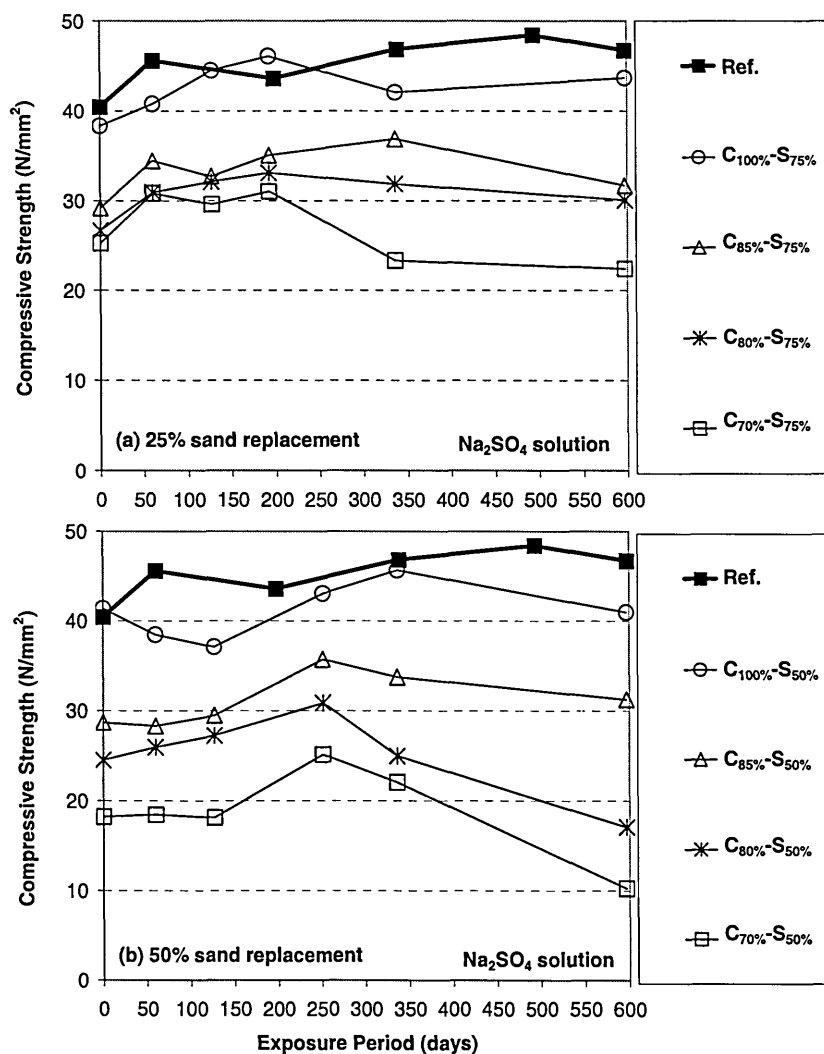 50
40
30
20
10
0
Compressive Strength (N/mm²)
(a) 25% sand replacement
Na₂SO₄ solution
0 50 100 150 200 250 300 350 400 450 500 550 600
Ref.
C₁₀₀%-S₇₅%
C₈₅%-S₇₅%
C₈₀%-S₇₅%
C₇₀%-S₇₅%
50
40
30
20
10
0
Compressive Strength (N/mm²)
(b) 50% sand replacement
Na₂SO₄ solution
0 50 100 150 200 250 300 350 400 450 500 550 600
Exposure Period (days)
Ref.
C₁₀₀%-S₅₀%
C₈₅%-S₅₀%
C₈₀%-S₅₀%
C₇₀%-S₅₀%